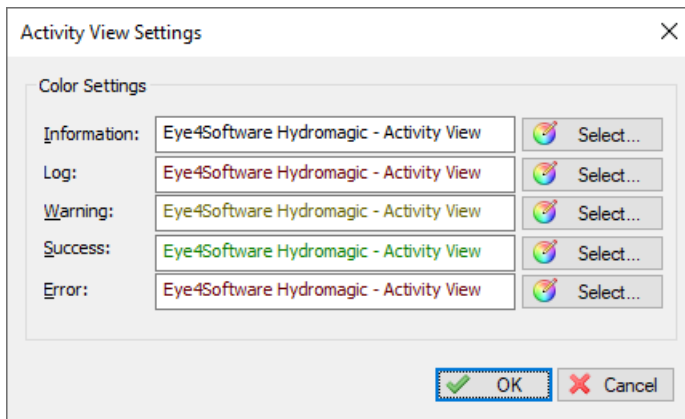 Activity View Settings
Color Settings
Information: Eye4Software Hydromagic - Activity View Select...
Log: Eye4Software Hydromagic - Activity View Select...
Warning: Eye4Software Hydromagic - Activity View Select...
Success: Eye4Software Hydromagic - Activity View Select...
Error: Eye4Software Hydromagic - Activity View Select...
OK Cancel